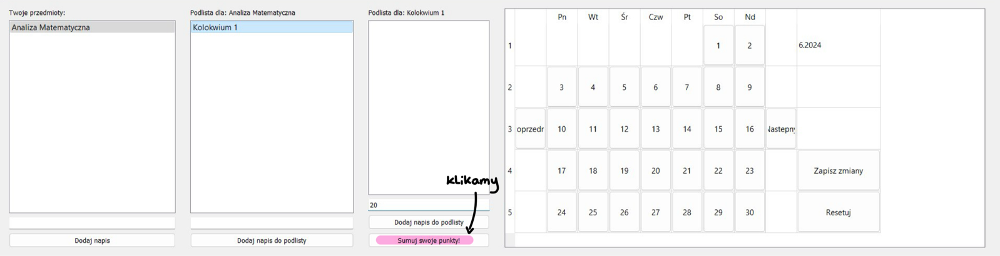 Twoje przedmioty:
Analiza Matematyczna
Dodaj napis
Podlista dla: Analiza Matematyczna
Kolokwium 1
Dodaj napis do podlisty
Podlista dla: Kolokwium 1
klikamy
20
Dodaj napis do podlisty
Sumuj swoje punkty!
Pn Wt Śr Czw Pt So Nd
1 1 2 6.2024
2 3 4 5 6 7 8 9
3 oprzedr 10 11 12 13 14 15 16 Następny
4 17 18 19 20 21 22 23 Zapisz zmiany
5 24 25 26 27 28 29 30 Resetuj